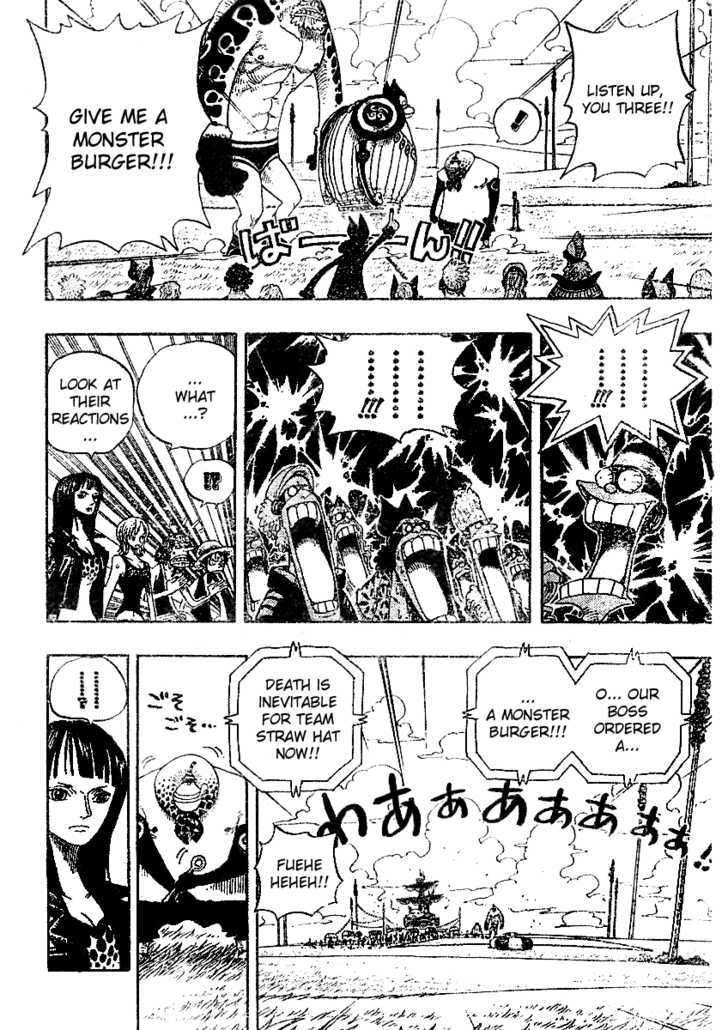 LISTEN UP,
YOU THREE!!
!
GIVE ME A
MONSTER
BURGER!!!
ばーーん!!
!!!
!!!
...
WHAT
...?
!?
LOOK AT
THEIR
REACTIONS
...
O... OUR
BOSS
ORDERED
A...
...
A MONSTER
BURGER!!!
DEATH IS
INEVITABLE
FOR TEAM
STRAW HAT
NOW!!
わあぁあぁあぁぁ!!
FUEHE
HEHEH!!
ごそ
ごそ...